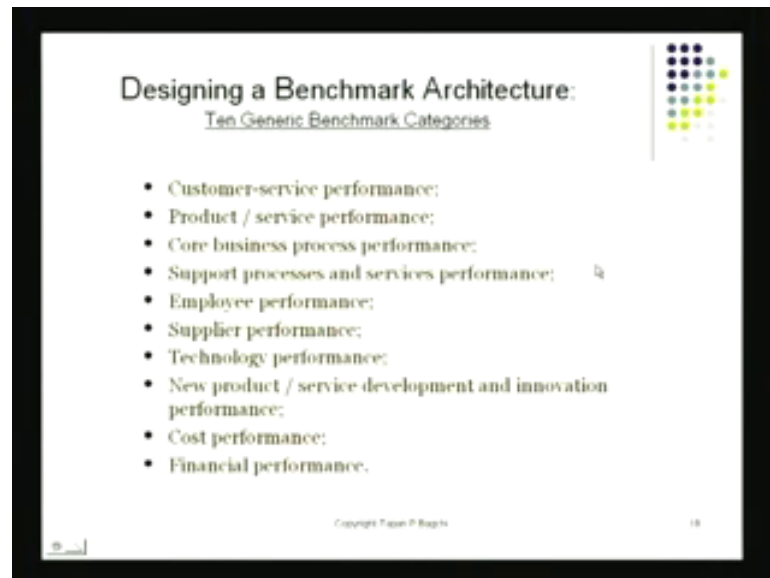 Designing a Benchmark Architecture:
Ten Generic Benchmark Categories
• Customer-service performance;
• Product / service performance;
• Core business process performance;
• Support processes and services performance;
• Employee performance;
• Supplier performance;
• Technology performance;
• New product / service development and innovation
performance;
• Cost performance;
• Financial performance.
Copyright Tapan P Bagchi